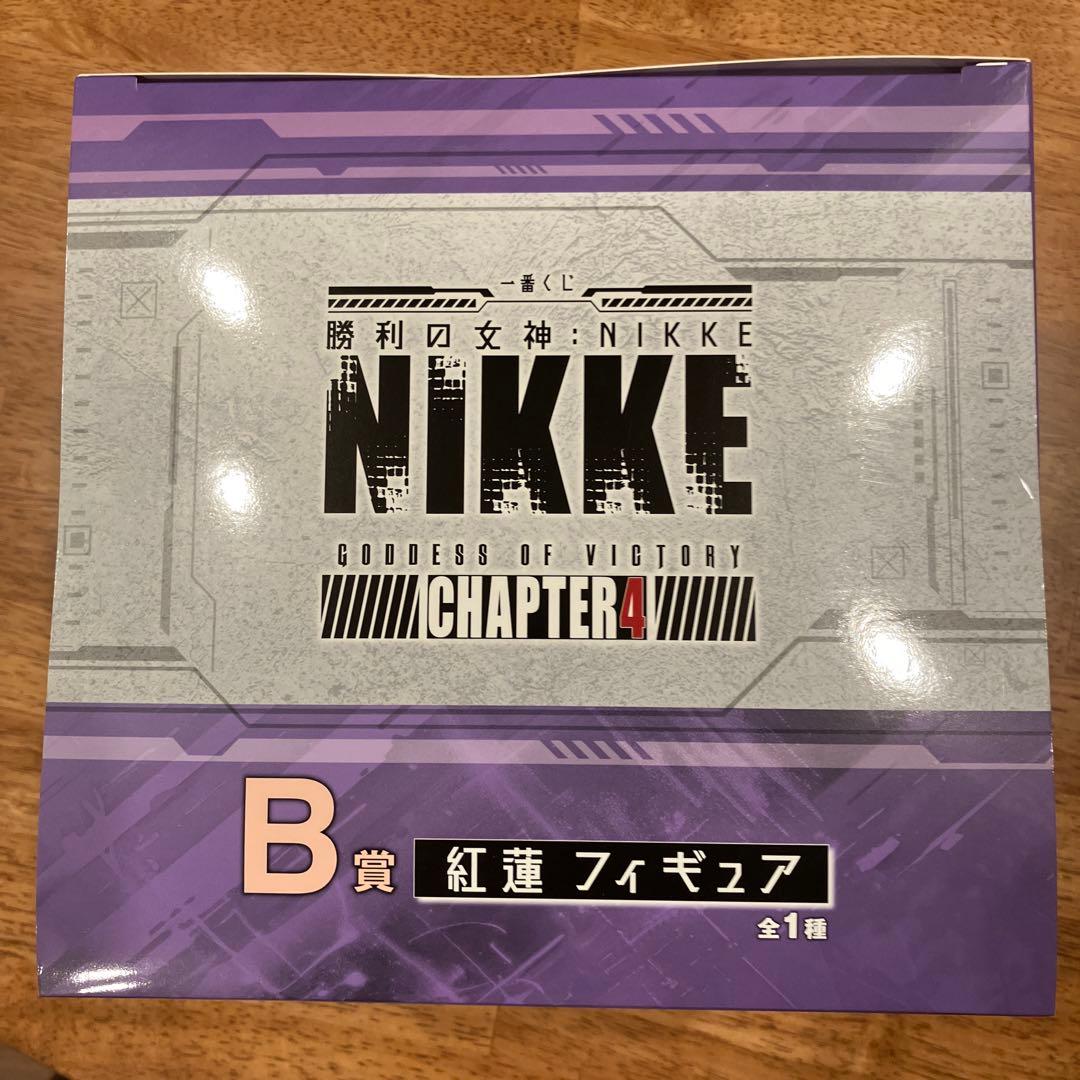 一番くじ
勝利の女神:NIKKE
NIKKE
GODDESS OF VICTORY
CHAPTER4
B賞 紅蓮 フィギュア
全1種